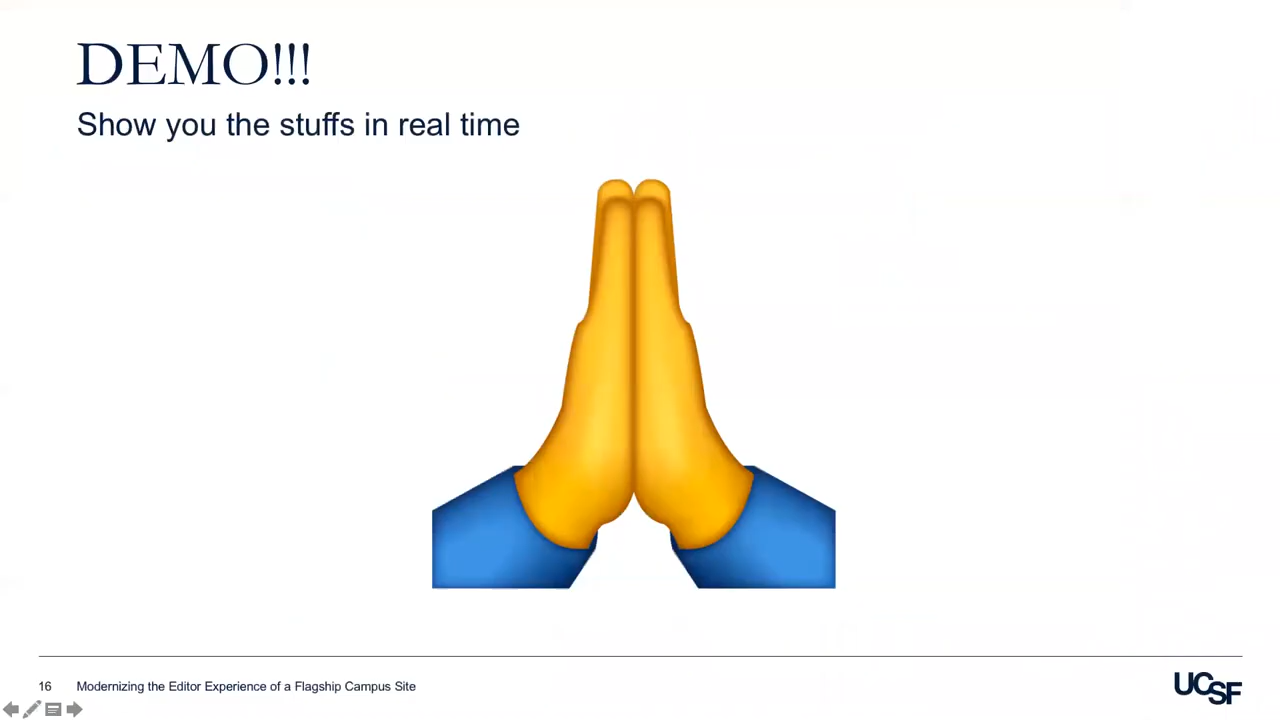 DEMO!!!
Show you the stuffs in real time
16 Modernizing the Editor Experience of a Flagship Campus Site
UCSF